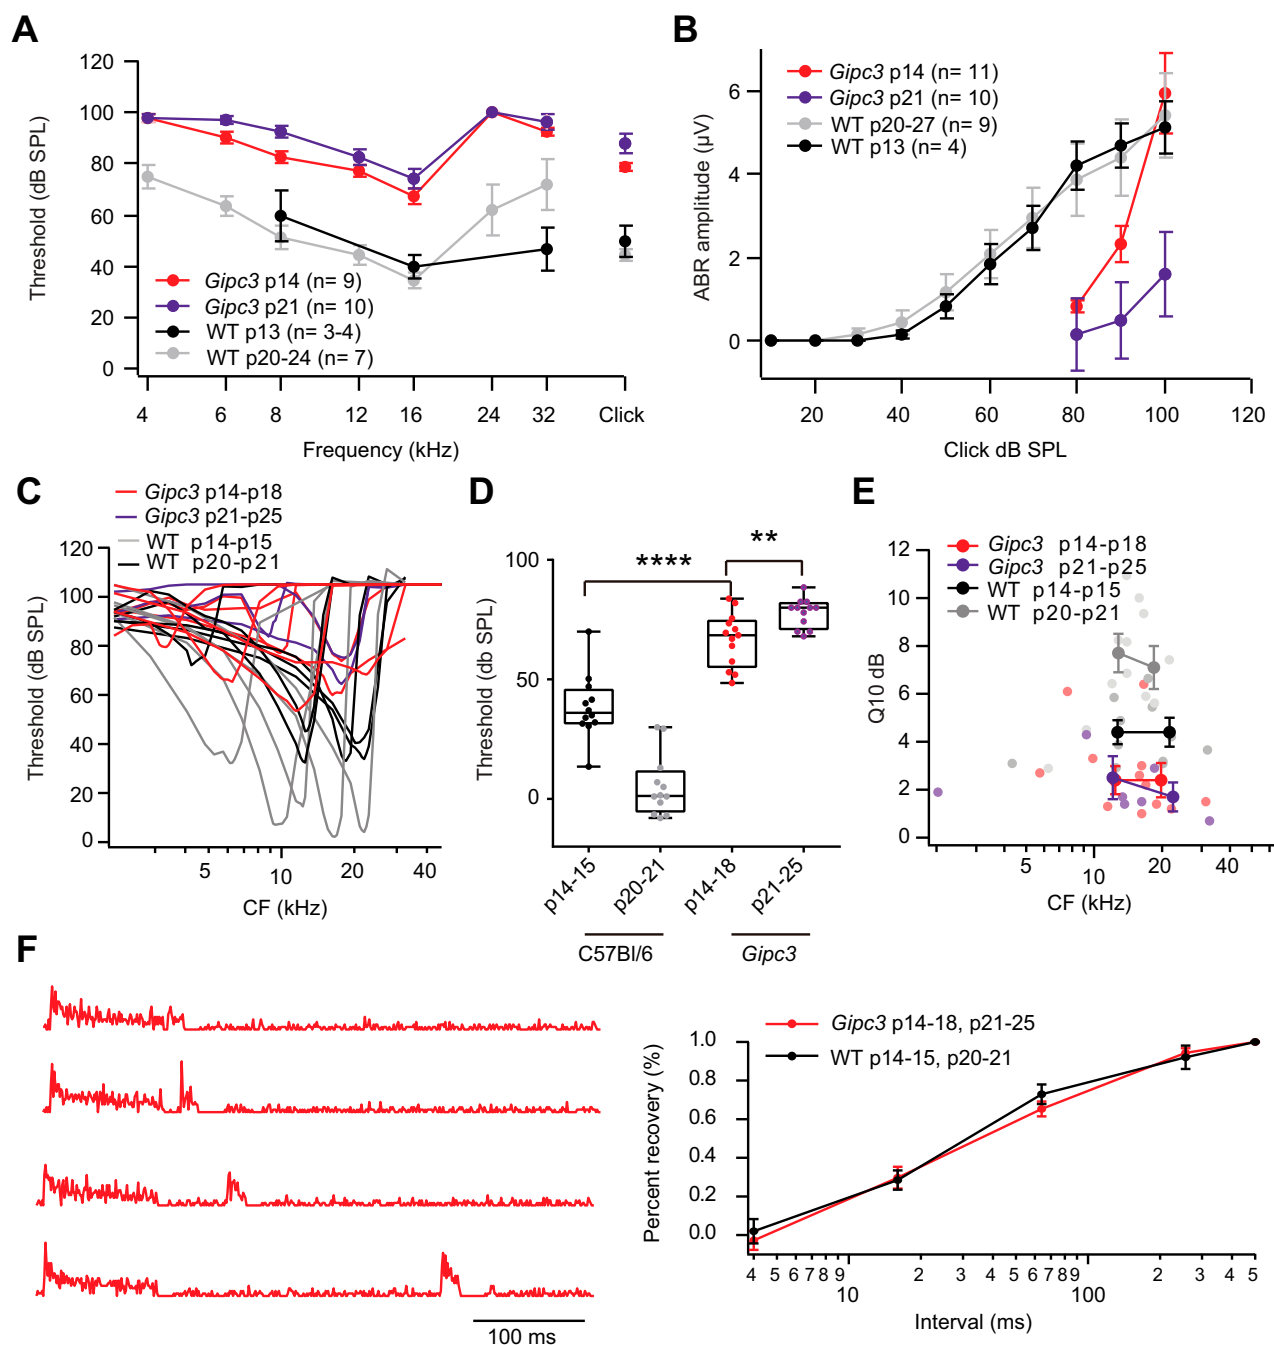 A
Threshold (dB SPL)
120
100
80
60
40
20
0
Gipc3 p14 (n= 9)
Gipc3 p21 (n= 10)
WT p13 (n= 3-4)
WT p20-24 (n= 7)
4 6 8 12 16 24 32 Click
Frequency (kHz)
B
ABR amplitude (µV)
6
4
2
0
Gipc3 p14 (n= 11)
Gipc3 p21 (n= 10)
WT p20-27 (n= 9)
WT p13 (n= 4)
20 40 60 80 100 120
Click dB SPL
C
Gipc3 p14-p18
Gipc3 p21-p25
WT p14-p15
WT p20-p21
Threshold (dB SPL)
120
100
80
60
40
20
0
5 10 20 40
CF (kHz)
D
Threshold (db SPL)
100
50
0
****
**
p14-15
p20-21
p14-18
p21-25
C57Bl/6
Gipc3
E
Gipc3 p14-p18
Gipc3 p21-p25
WT p14-p15
WT p20-p21
Q10 dB
12
10
8
6
4
2
0
2 4 10 20 40
CF (kHz)
F
100 ms
Gipc3 p14-18, p21-25
WT p14-15, p20-21
Percent recovery (%)
1.0
0.8
0.6
0.4
0.2
0.0
4 5 6 7 8 9 2 3 4 5 6 7 8 9 2 3 4 5
10 100
Interval (ms)